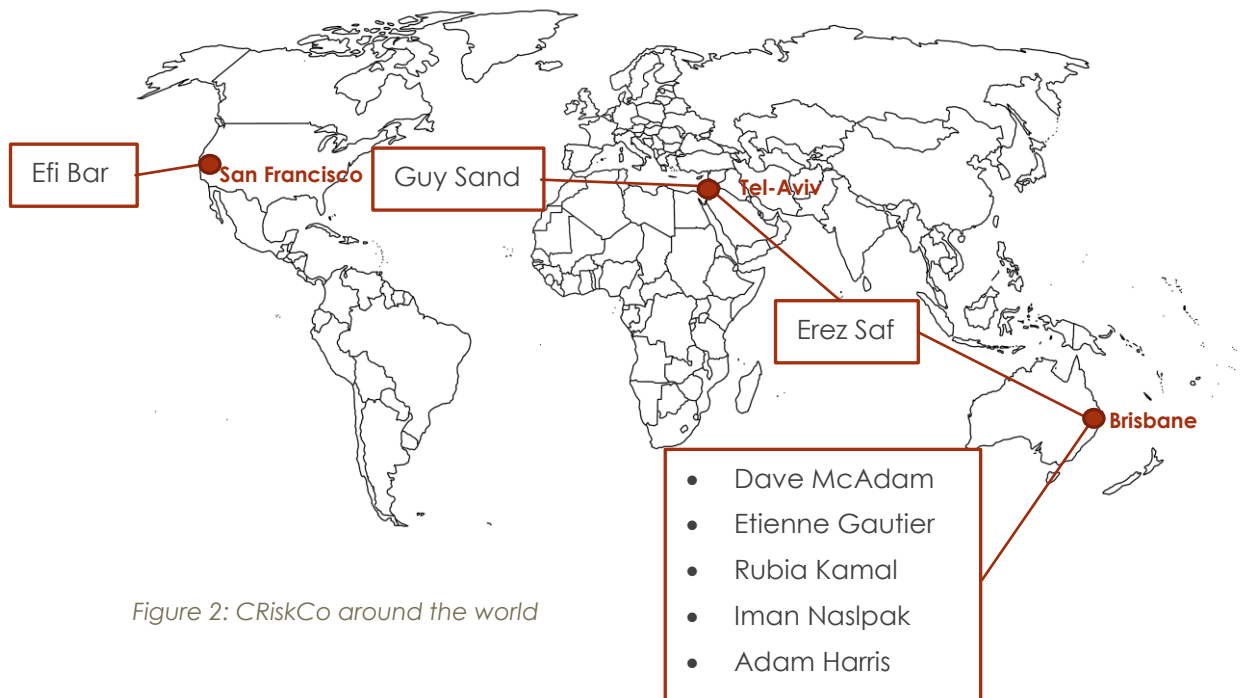 Efi Bar
San Francisco
Guy Sand
Tel-Aviv
Erez Saf
Brisbane
• Dave McAdam
• Etienne Gautier
• Rubia Kamal
• Iman Naslpak
• Adam Harris
Figure 2: CRiskCo around the world